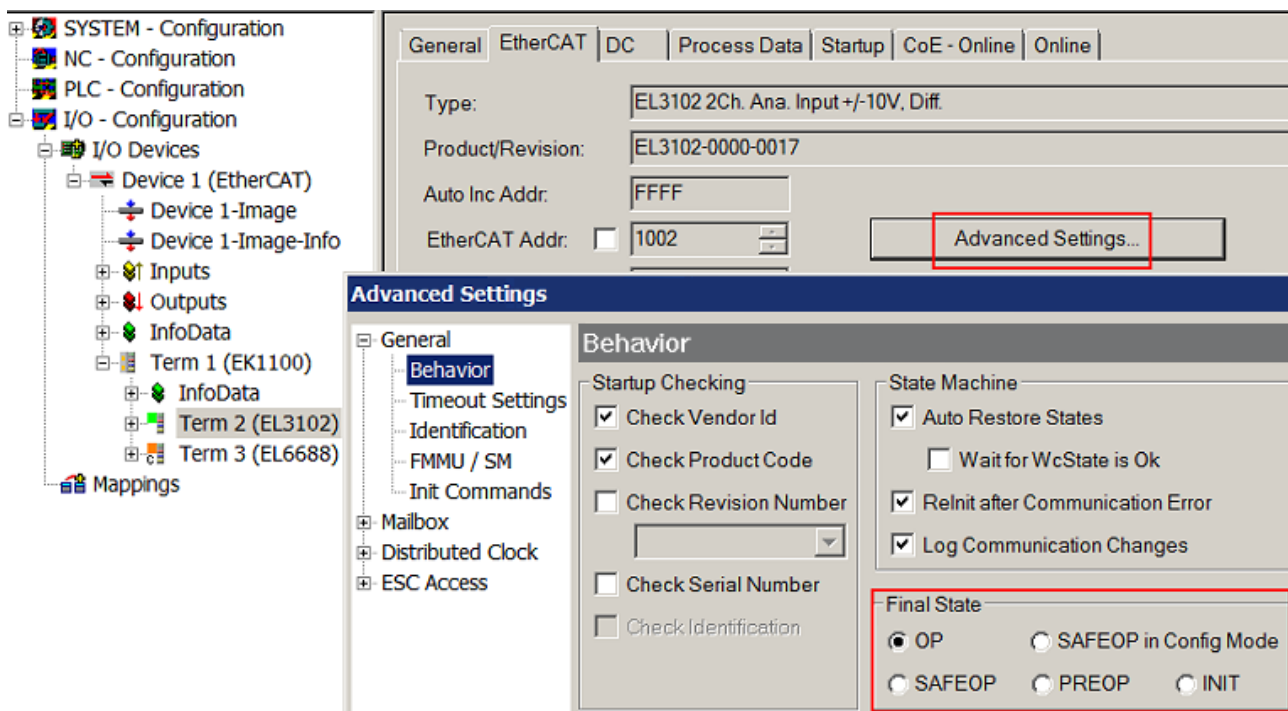 SYSTEM - Configuration
NC - Configuration
PLC - Configuration
I/O - Configuration
I/O Devices
Device 1 (EtherCAT)
Device 1-Image
Device 1-Image-Info
Inputs
Outputs
InfoData
Term 1 (EK1100)
InfoData
Term 2 (EL3102)
Term 3 (EL6688)
Mappings
General EtherCAT DC Process Data Startup CoE - Online Online
Type: EL3102 2Ch. Ana. Input +/-10V, Diff.
Product/Revision: EL3102-0000-0017
Auto Inc Addr: FFFF
EtherCAT Addr: 1002 Advanced Settings...
Advanced Settings
General
Behavior
Timeout Settings
Identification
FMMU / SM
Init Commands
Mailbox
Distributed Clock
ESC Access
Behavior
Startup Checking
Check Vendor Id
Check Product Code
Check Revision Number
Check Serial Number
Check Identification
State Machine
Auto Restore States
Wait for WcState is Ok
ReInit after Communication Error
Log Communication Changes
Final State
OP SAFEOP in Config Mode
SAFEOP PREOP INIT